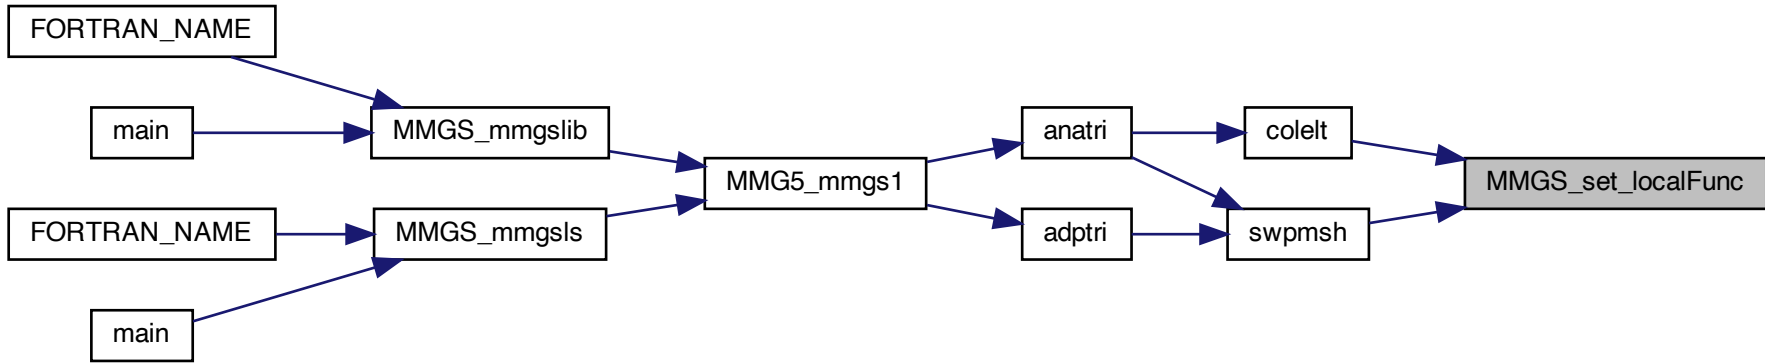 FORTRAN_NAME
main
MMGS_mmgslib
anatri
colelt
MMG5_mmgs1
MMGS_set_localFunc
FORTRAN_NAME
MMGS_mmgsls
adptri
swpmsh
main